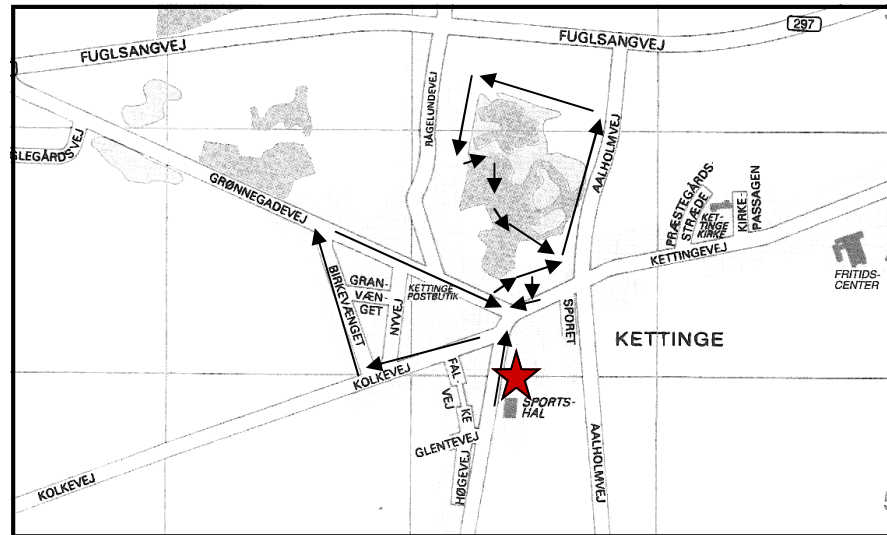 297
FUGLSANGVEJ
FUGLSANGVEJ
GLEGÅRDSVEJ
RÅGELUNDEVEJ
AALHOLMVEJ
GRØNNEGADEVEJ
PRÆSTEGÅRDS-
STRÆDE
KET-
TINGE
KIRKE
KIRKE-
PASSAGEN
KETTINGEVEJ
FRITIDS-
CENTER
BIRKEVÆNGET
GRAN-
VÆN-
GET
NYVEJ
KETTINGE
POSTBUTIK
SPORET
KETTINGE
KOLKEVEJ
FAL-
KE
VEJ
SPORTS-
HAL
GLENTEVEJ
HØGEVEJ
AALHOLMVEJ
KOLKEVEJ